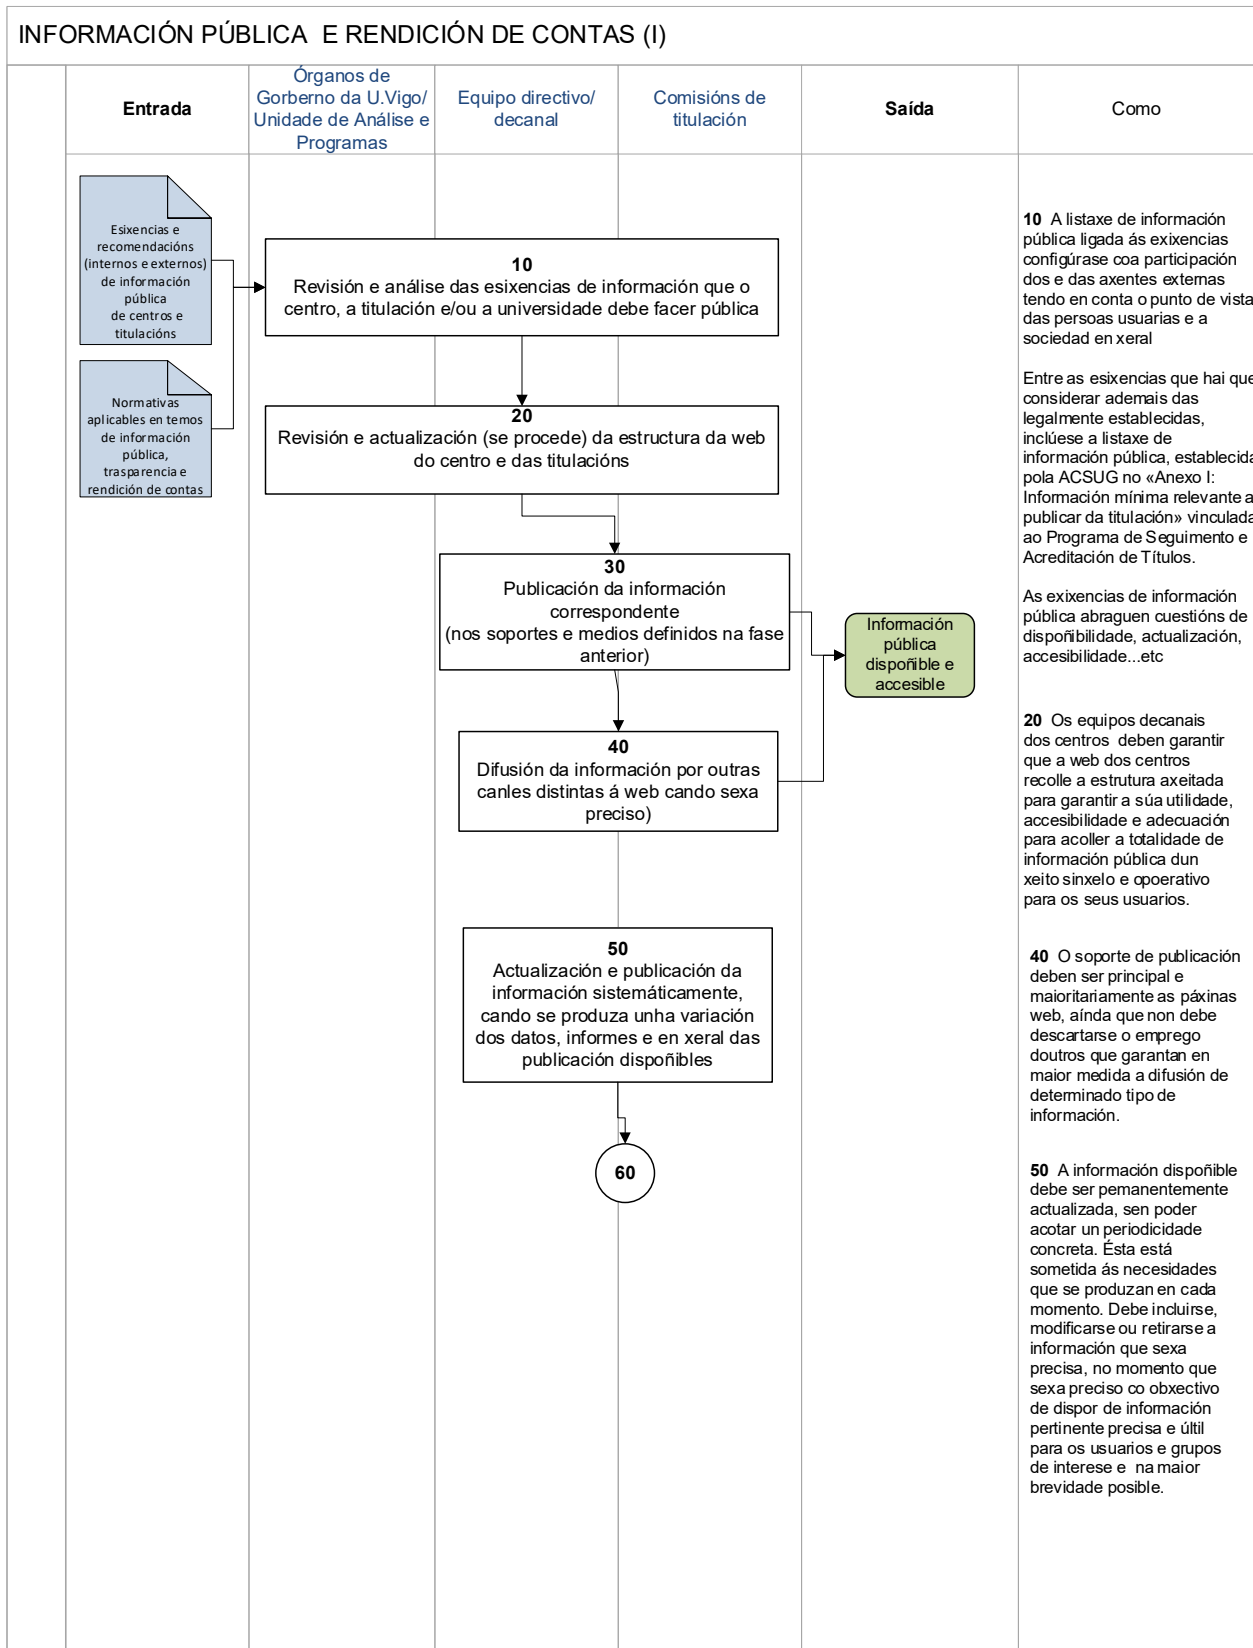 INFORMACIÓN PÚBLICA E RENDICIÓN DE CONTAS (I)
Entrada
Órganos de
Gorberno da U.Vigo/
Unidade de Análise e
Programas
Equipo directivo/
decanal
Comisións de
titulación
Saída
Como
Esixencias e
recomendacións
(internos e externos)
de información
pública
de centros e
titulacións
Normativas
aplicables en temos
de información
pública,
trasparencia e
rendición de contas
10
Revisión e análise das esixencias de información que o
centro, a titulación e/ou a universidade debe facer pública
20
Revisión e actualización (se procede) da estructura da web
do centro e das titulacións
30
Publicación da información
correspondente
(nos soportes e medios definidos na fase
anterior)
40
Difusión da información por outras
canles distintas á web cando sexa
preciso)
50
Actualización e publicación da
información sistemáticamente,
cando se produza unha variación
dos datos, informes e en xeral das
publicación dispoñibles
60
Información
pública
dispoñible e
accesible
10 A listaxe de información
pública ligada ás exixencias
configúrase coa participación
dos e das axentes externas
tendo en conta o punto de vista
das persoas usuarias e a
sociedad en xeral
Entre as esixencias que hai que
considerar ademais das
legalmente establecidas,
inclúese a listaxe de
información pública, establecida
pola ACSUG no «Anexo I:
Información mínima relevante a
publicar da titulación» vinculada
ao Programa de Seguimento e
Acreditación de Títulos.
As exixencias de información
pública abraguen cuestións de
dispoñibilidade, actualización,
accesibilidade...etc
20 Os equipos decanais
dos centros deben garantir
que a web dos centros
recolle a estrutura axeitada
para garantir a súa utilidade,
accesibilidade e adecuación
para acoller a totalidade de
información pública dun
xeito sinxelo e opoerativo
para os seus usuarios.
40 O soporte de publicación
deben ser principal e
maioritariamente as páxinas
web, aínda que non debe
descartarse o emprego
doutros que garantan en
maior medida a difusión de
determinado tipo de
información.
50 A información dispoñible
debe ser pemanentemente
actualizada, sen poder
acotar un periodicidade
concreta. Ésta está
sometida ás necesidades
que se produzan en cada
momento. Debe incluirse,
modificarse ou retirarse a
información que sexa
precisa, no momento que
sexa preciso co obxectivo
de dispor de información
pertinente precisa e últil
para os usuarios e grupos
de interese e na maior
brevidade posible.